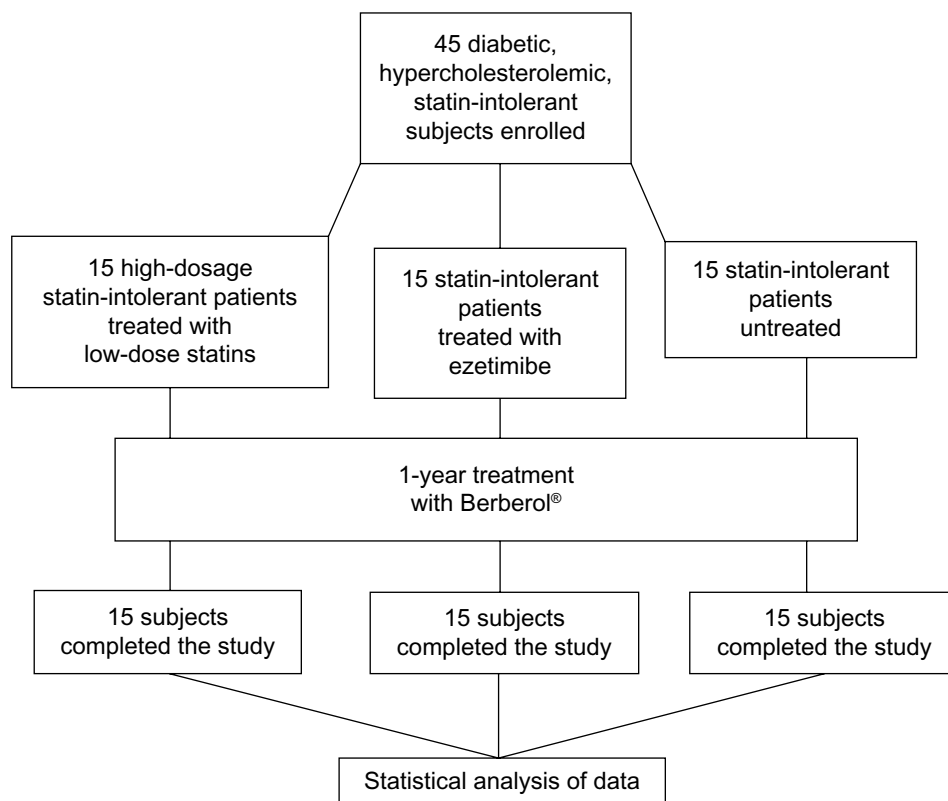 45 diabetic,
hypercholesterolemic,
statin-intolerant
subjects enrolled
15 high-dosage
statin-intolerant patients
treated with
low-dose statins
15 statin-intolerant
patients
treated with
ezetimibe
15 statin-intolerant
patients
untreated
1-year treatment
with Berberol®
15 subjects
completed the study
15 subjects
completed the study
15 subjects
completed the study
Statistical analysis of data